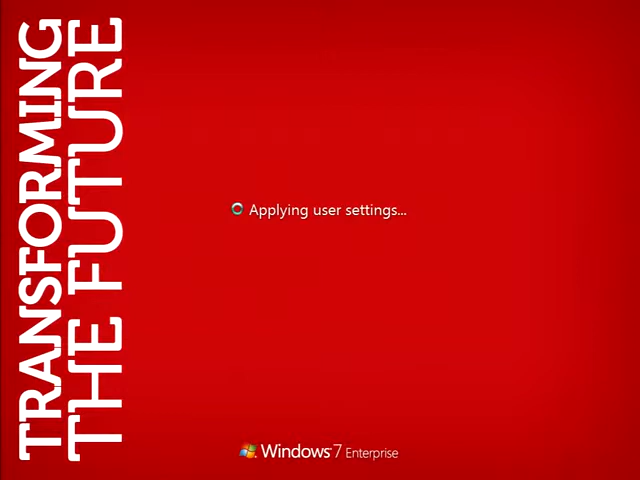 TRANSFORMING
THE FUTURE
Applying user settings...
Windows 7 Enterprise